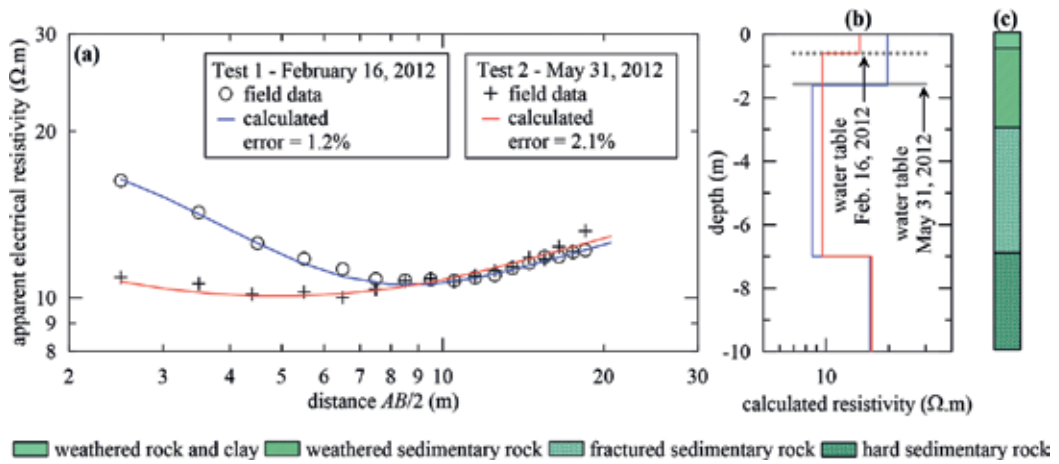 (a)
Test 1 - February 16, 2012
field data
calculated
error = 1.2%
Test 2 - May 31, 2012
field data
calculated
error = 2.1%
apparent electrical resistivity (Ω.m)
30
20
10
9
8
2 3 4 5 6 7 8 9 10 20 30
distance AB/2 (m)
(b)
depth (m)
0
-2
-4
-6
-8
-10
water table
Feb. 16, 2012
water table
May 31, 2012
10
calculated resistivity (Ω.m)
(c)
weathered rock and clay weathered sedimentary rock fractured sedimentary rock hard sedimentary rock